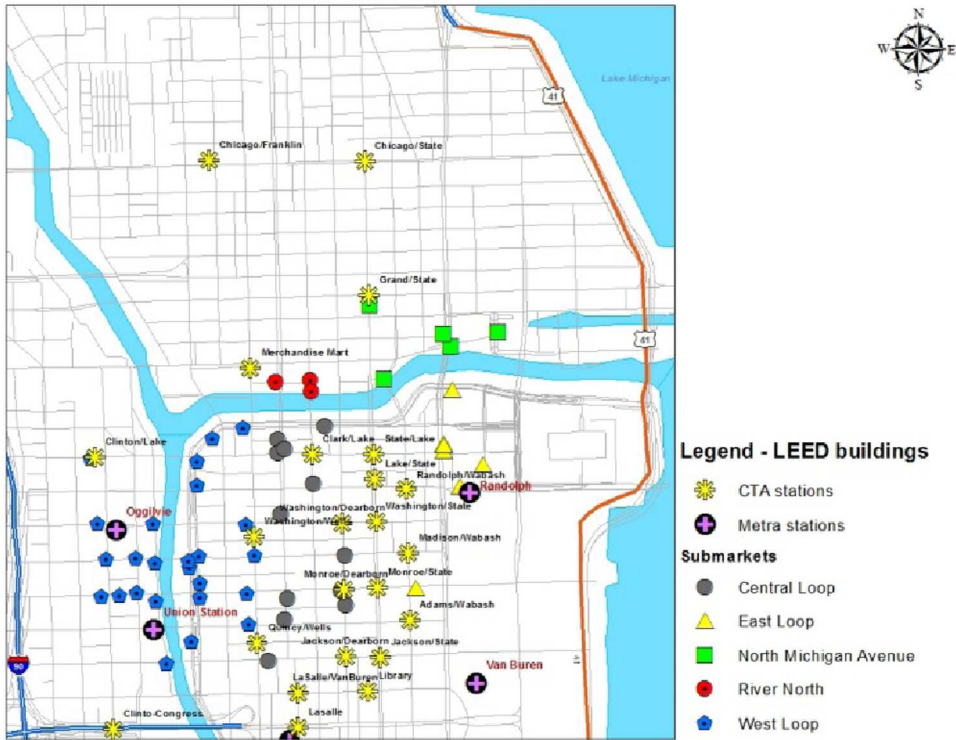 N
W E
S
Lake Michigan
41
Chicago/Franklin
Chicago/State
Grand/State
41
Merchandise Mart
Clinton/Lake
Clark/Lake
State/Lake
Lake/State
Randolph/Wabash
Randolph
Ogilvie
Washington/Dearborn
Washington/State
Washington/Wells
Madison/Wabash
Monroe/Dearborn
Monroe/State
Adams/Wabash
Union Station
Quincy/Wells
Jackson/Dearborn
Jackson/State
41
90
Van Buren
LaSalle/VanBuren
Library
Clinto-Congress
Lasalle
Legend - LEED buildings
CTA stations
Metra stations
Submarkets
Central Loop
East Loop
North Michigan Avenue
River North
West Loop